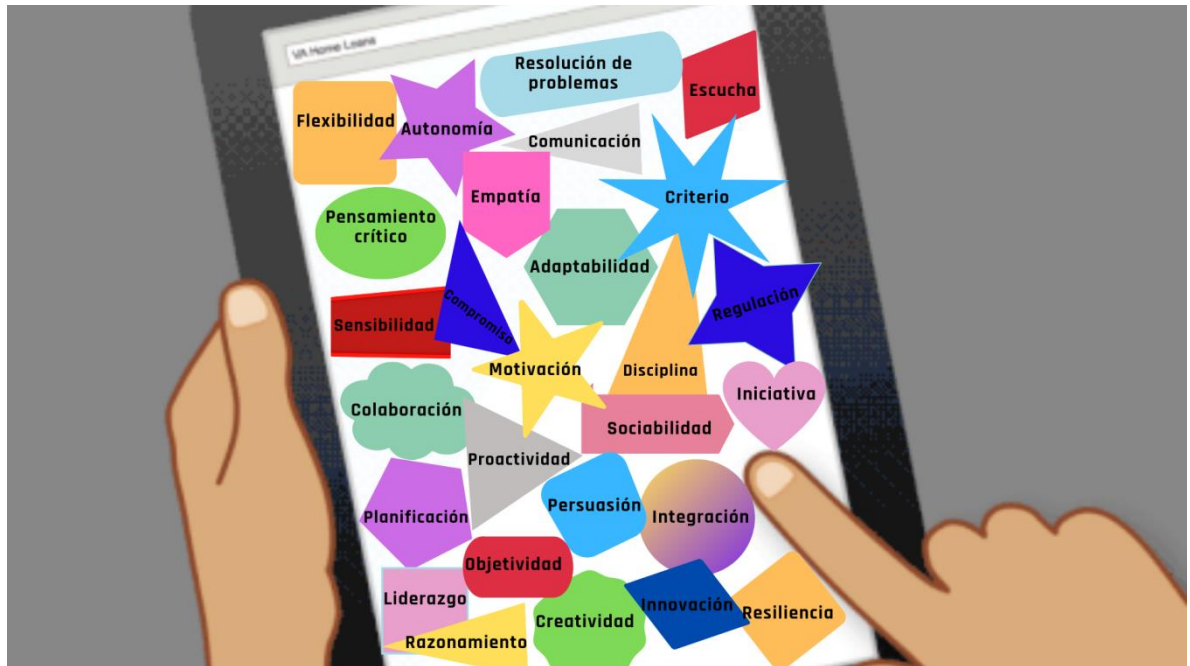 VA Home Loans
Resolución de
problemas
Escucha
Flexibilidad
Autonomía
Comunicación
Empatía
Criterio
Pensamiento
crítico
Adaptabilidad
Regulación
Sensibilidad
Compromiso
Motivación
Disciplina
Iniciativa
Colaboración
Sociabilidad
Proactividad
Planificación
Persuasión
Integración
Objetividad
Liderazgo
Creatividad
Innovación
Resiliencia
Razonamiento